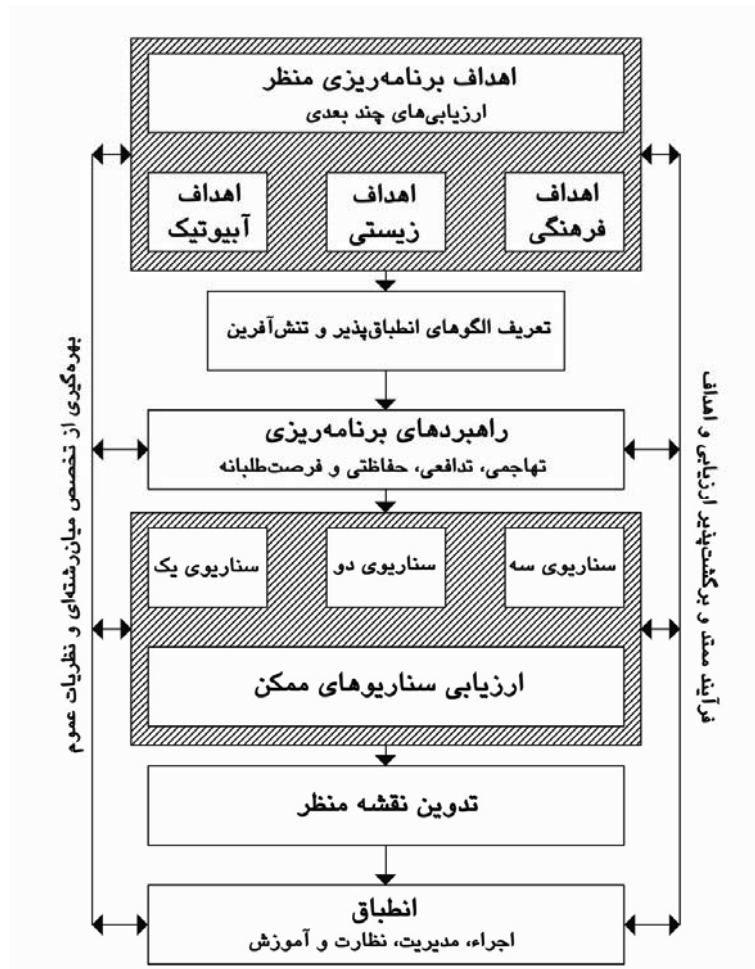 اهداف برنامه‌ریزی منظر
ارزیابی‌های چند بعدی
اهداف
فرهنگی
اهداف
زیستی
اهداف
آبیوتیک
تعریف الگوهای انطباق‌پذیر و تنش‌آفرین
راهبردهای برنامه‌ریزی
تهاجمی، تدافعی، حفاظتی و فرصت‌طلبانه
سناریوی سه
سناریوی دو
سناریوی یک
ارزیابی سناریوهای ممکن
تدوین نقشه منظر
انطباق
اجراء، مدیریت، نظارت و آموزش
فرآیند ممتد و برگشت‌پذیر ارزیابی و اهداف
بهره‌گیری از تخصص میان‌رشته‌ای و نظریات عموم